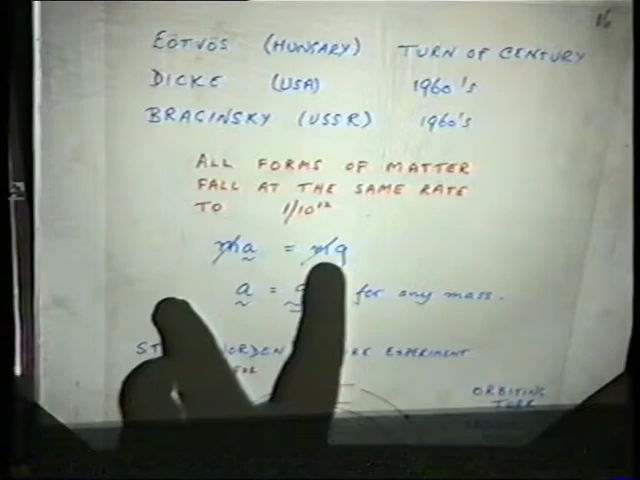 16
EÖTVÖS (HUNGARY) TURN OF CENTURY
DICKE (USA) 1960's
BRAGINSKY (USSR) 1960's
ALL FORMS OF MATTER
FALL AT THE SAME RATE
TO 1/10¹²
ma = mg
a = for any mass.
EXPERIMENT
ORBITING